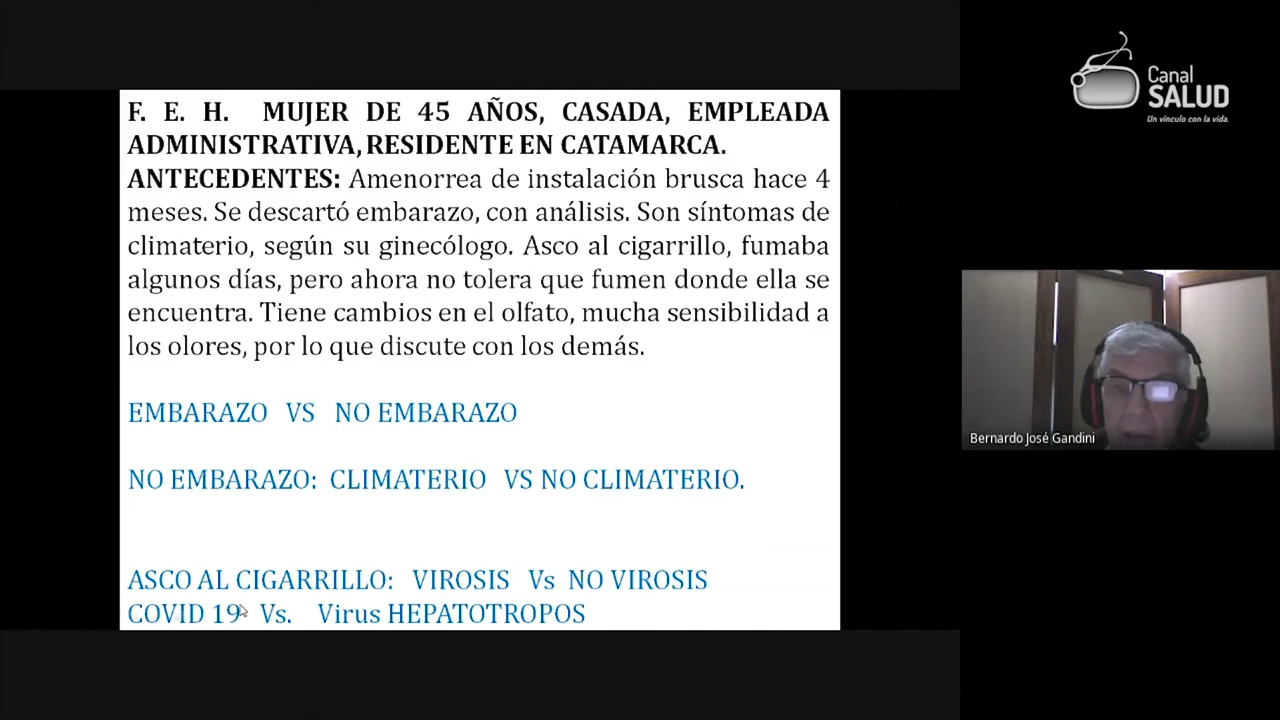 F. E. H. MUJER DE 45 AÑOS, CASADA, EMPLEADA
ADMINISTRATIVA, RESIDENTE EN CATAMARCA.
ANTECEDENTES: Amenorrea de instalación brusca hace 4
meses. Se descartó embarazo, con análisis. Son síntomas de
climaterio, según su ginecólogo. Asco al cigarrillo, fumaba
algunos días, pero ahora no tolera que fumen donde ella se
encuentra. Tiene cambios en el olfato, mucha sensibilidad a
los olores, por lo que discute con los demás.
EMBARAZO VS NO EMBARAZO
NO EMBARAZO: CLIMATERIO VS NO CLIMATERIO.
ASCO AL CIGARRILLO: VIROSIS Vs NO VIROSIS
COVID 19 Vs. Virus HEPATOTROPOS
Canal
SALUD
Un vínculo con la vida.
Bernardo José Gandini